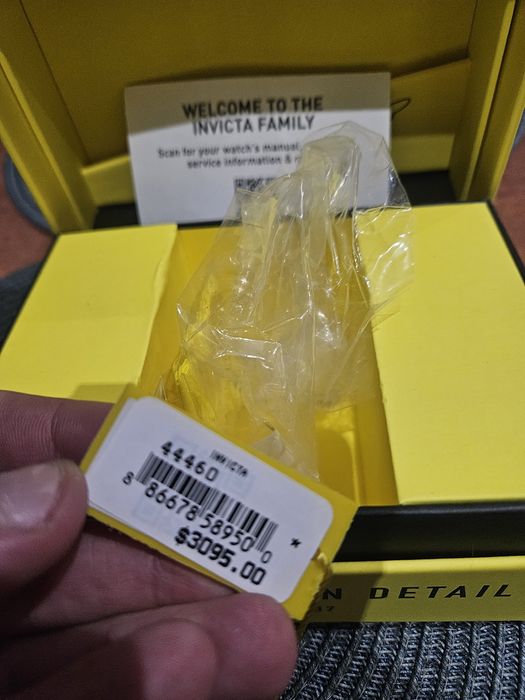 WELCOME TO THE
INVICTA FAMILY
Scan for your watch's manual,
service information &
INVICTA
44460
8 86678 58950 0
*
$3095.00
N DETAIL
37